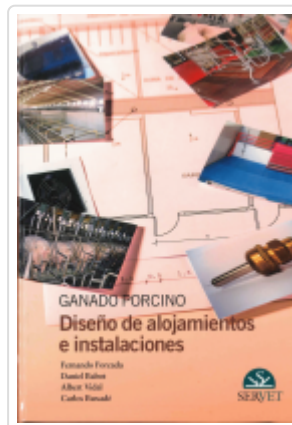 GANADO PORCINO
Diseño de alojamientos
e instalaciones
Fernando Forcada
Daniel Babot
Albert Vidal
Carlos Buxadé
SERVET